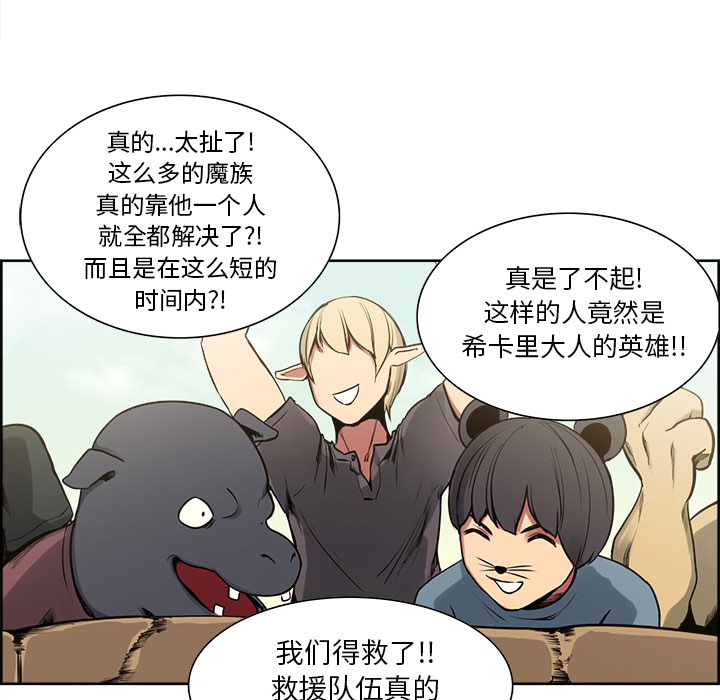 真的...太扯了!
这么多的魔族
真的靠他一个人
就全都解决了?!
而且是在这么短的
时间内?!
真是了不起!
这样的人竟然是
希卡里大人的英雄!!
我们得救了!!
救援队伍真的